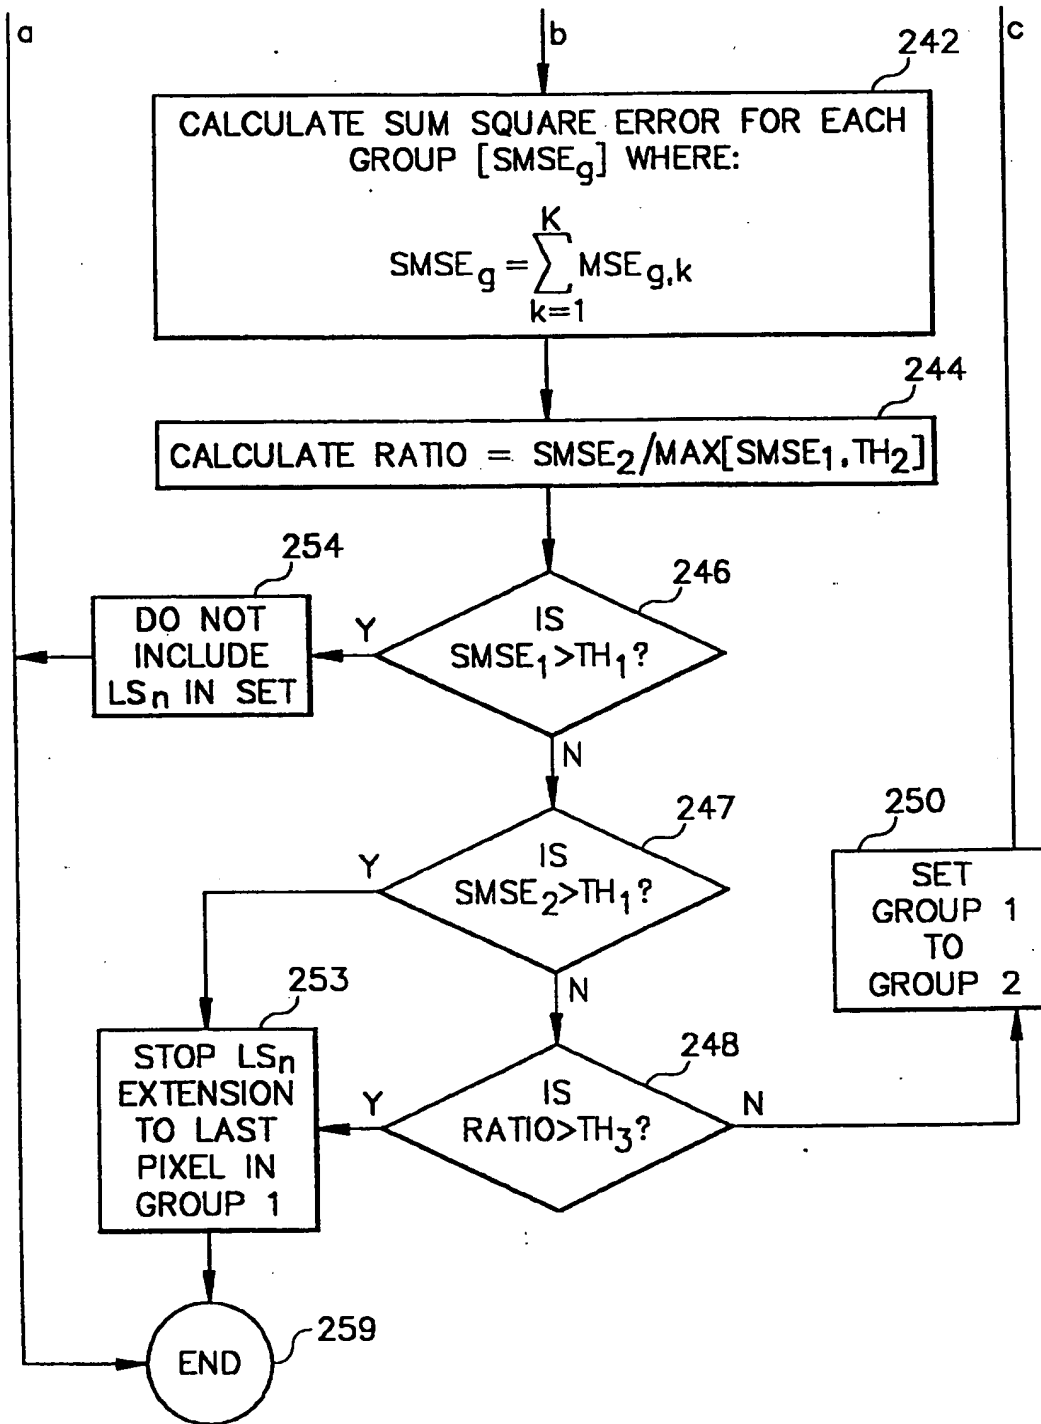 a
b
c
242
CALCULATE SUM SQUARE ERROR FOR EACH
GROUP [SMSEg] WHERE:
SMSEg = ∑ MSEg,k
K
k=1
244
CALCULATE RATIO = SMSE2/MAX[SMSE1,TH2]
254
DO NOT
INCLUDE
LSn IN SET
246
IS
SMSE1>TH1?
Y
N
247
IS
SMSE2>TH1?
Y
N
250
SET
GROUP 1
TO
GROUP 2
253
STOP LSn
EXTENSION
TO LAST
PIXEL IN
GROUP 1
248
IS
RATIO>TH3?
Y
N
END
259